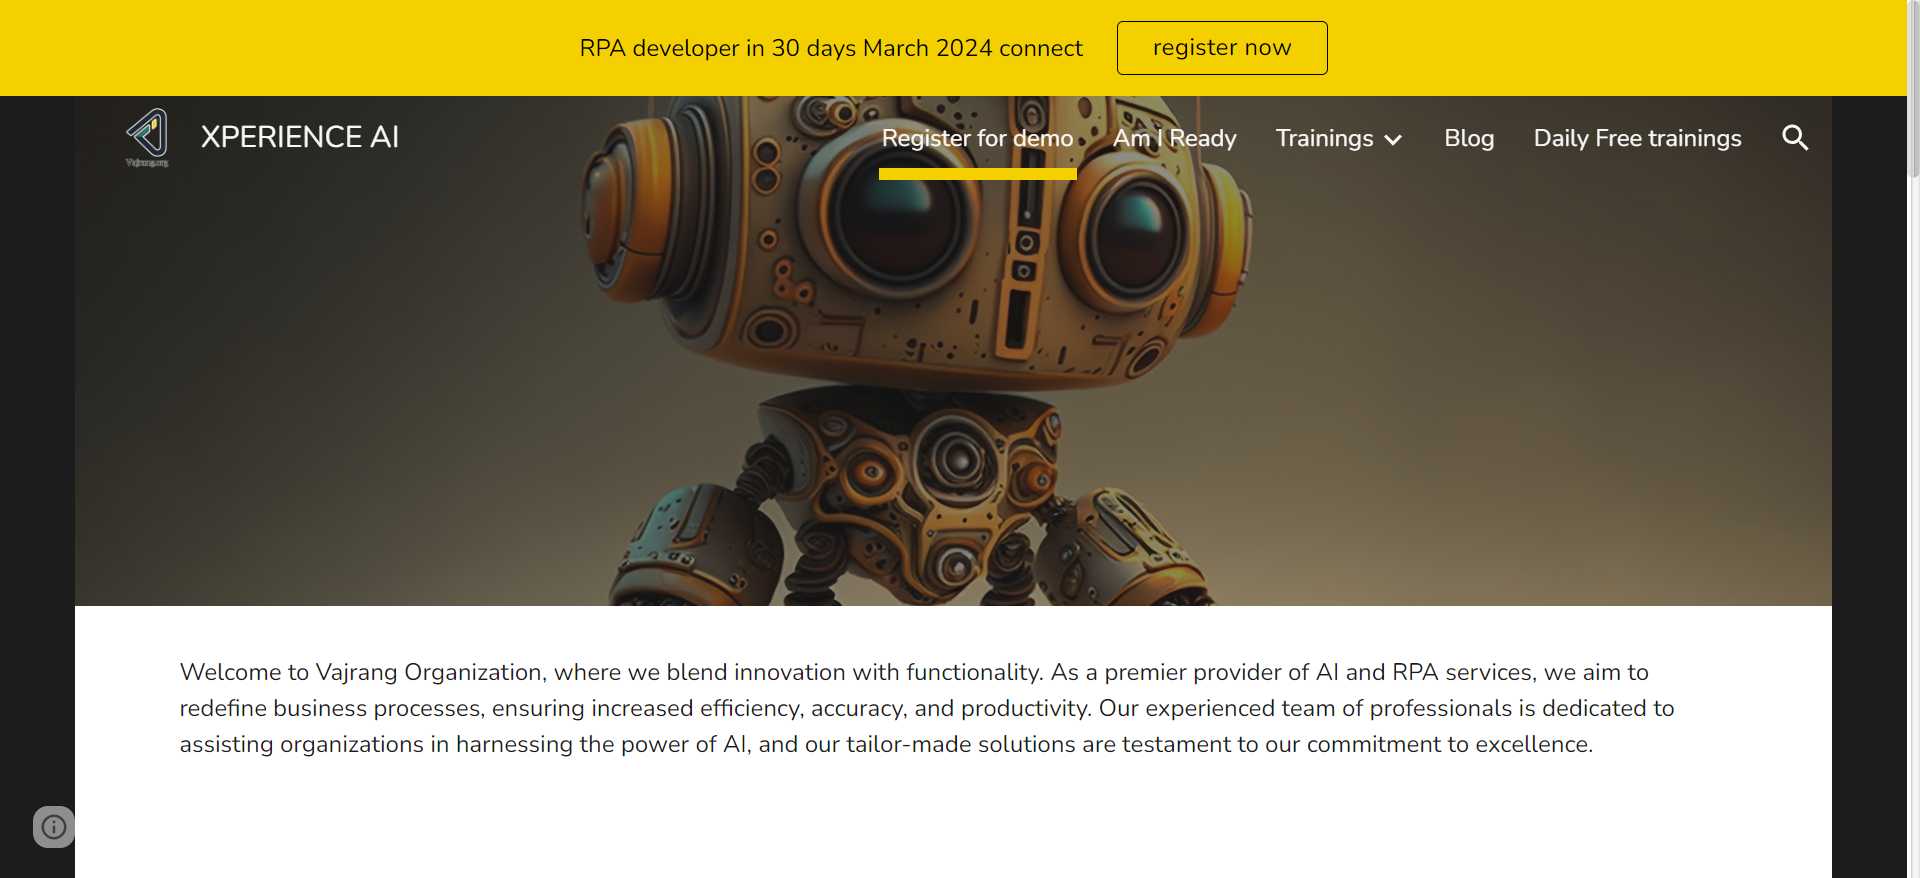 RPA developer in 30 days March 2024 connect
register now
Vajrang.org
XPERIENCE AI
Register for demo
Am I Ready
Trainings
Blog
Daily Free trainings
Welcome to Vajrang Organization, where we blend innovation with functionality. As a premier provider of AI and RPA services, we aim to
redefine business processes, ensuring increased efficiency, accuracy, and productivity. Our experienced team of professionals is dedicated to
assisting organizations in harnessing the power of AI, and our tailor-made solutions are testament to our commitment to excellence.